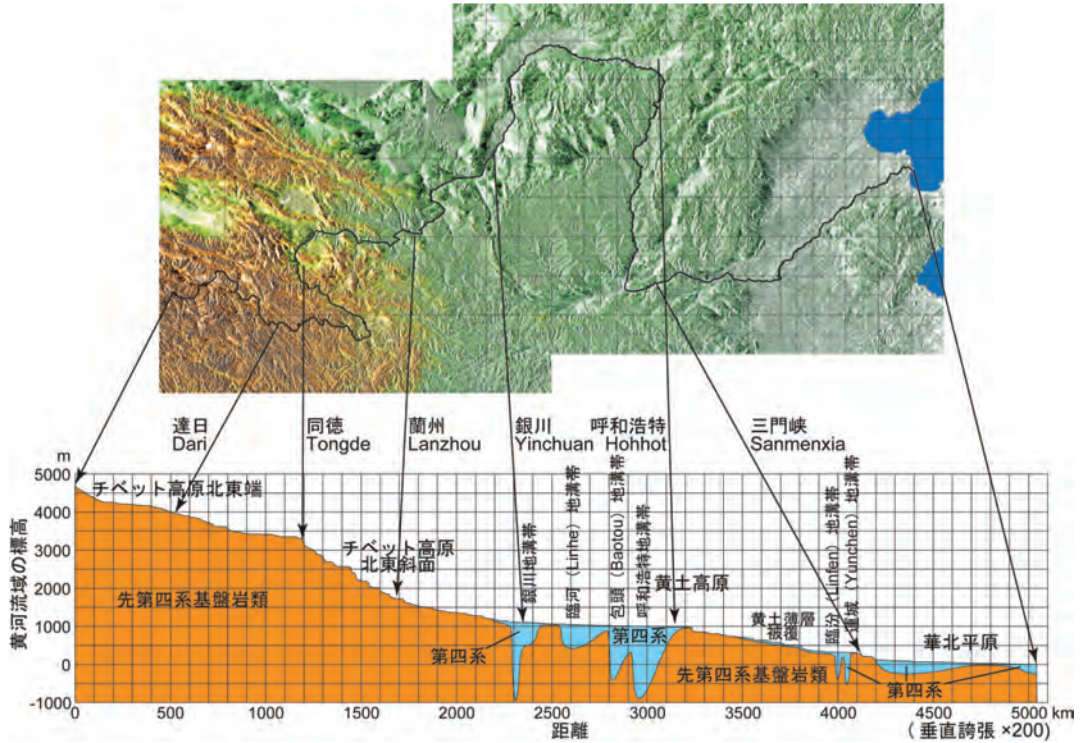 達日
Dari
同徳
Tongde
蘭州
Lanzhou
銀川
Yinchuan
呼和浩特
Hohhot
三門峡
Sanmenxia
m
5000
4000
3000
2000
1000
0
-1000
黄河流域の標高
チベット高原北東端
チベット高原
北東斜面
先第四系基盤岩類
銀川地溝帯
臨河（Linhe）地溝帯
包頭（Baotou）地溝帯
呼和浩特地溝帯
黄土高原
黄土薄層
被覆
臨汾（Linfen）地溝帯
運城（Yunchen）地溝帯
華北平原
第四系
第四系
先第四系基盤岩類
第四系
0 500 1000 1500 2000 2500 3000 3500 4000 4500 5000 km
距離
（垂直誇張 ×200）